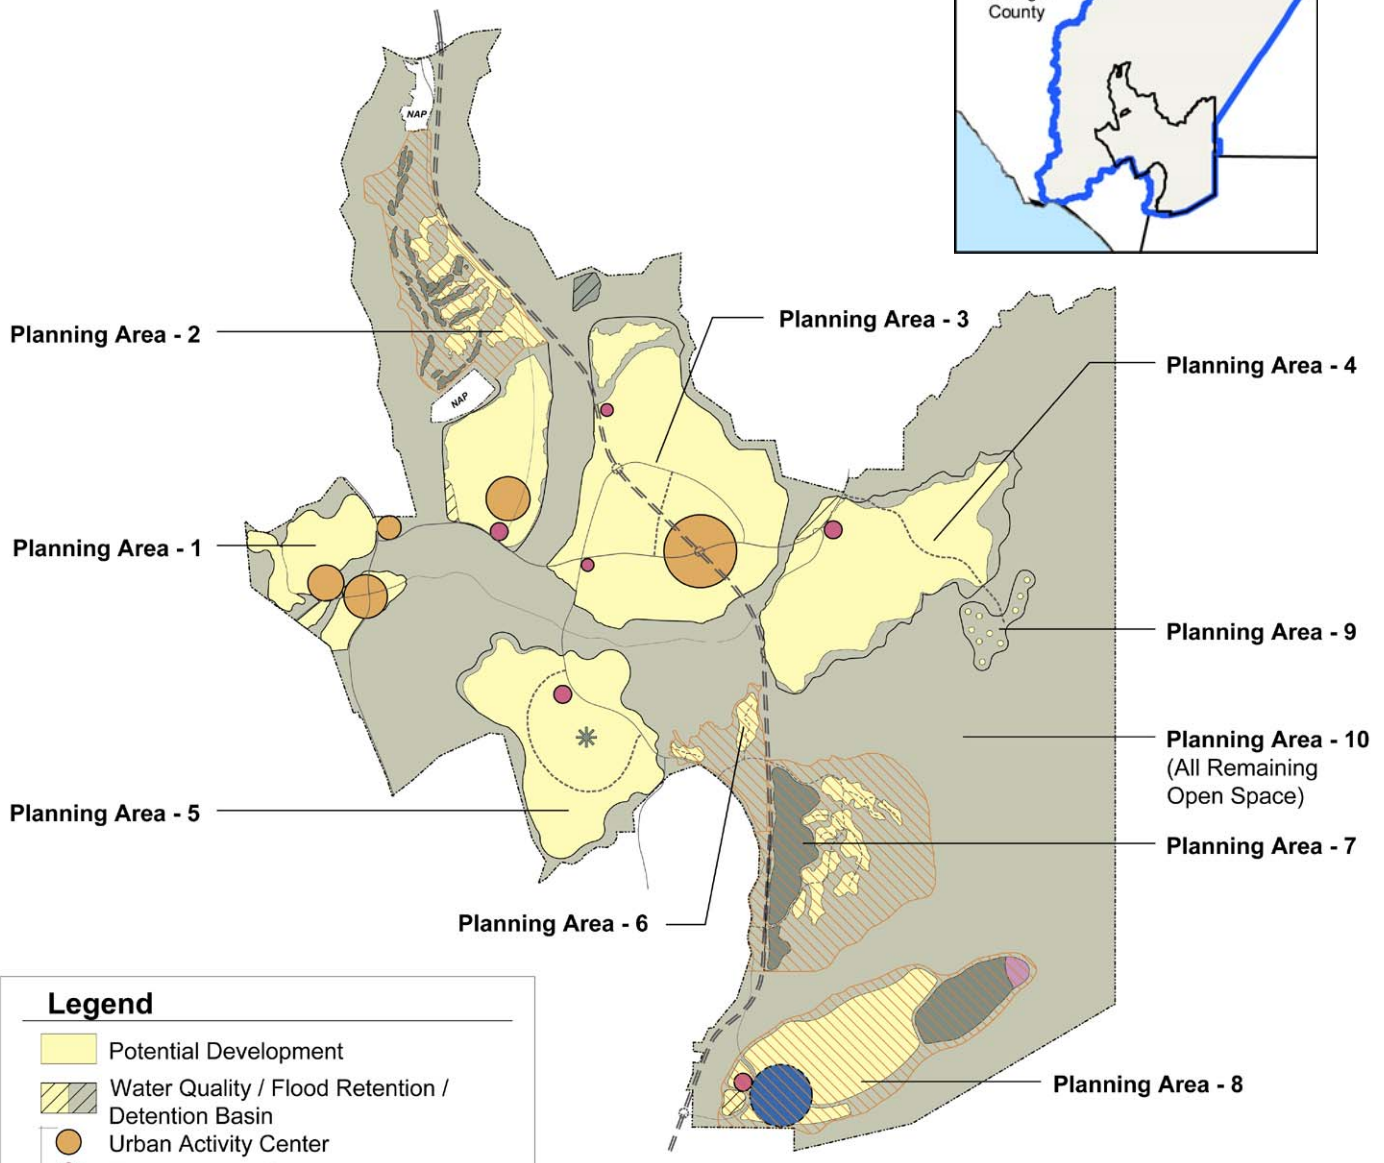 County
NAP
Planning Area - 2
Planning Area - 3
Planning Area - 4
NAP
Planning Area - 1
Planning Area - 9
Planning Area - 10
(All Remaining
Open Space)
Planning Area - 5
Planning Area - 7
Planning Area - 6
Legend
Potential Development
Water Quality / Flood Retention /
Detention Basin
Urban Activity Center
Planning Area - 8